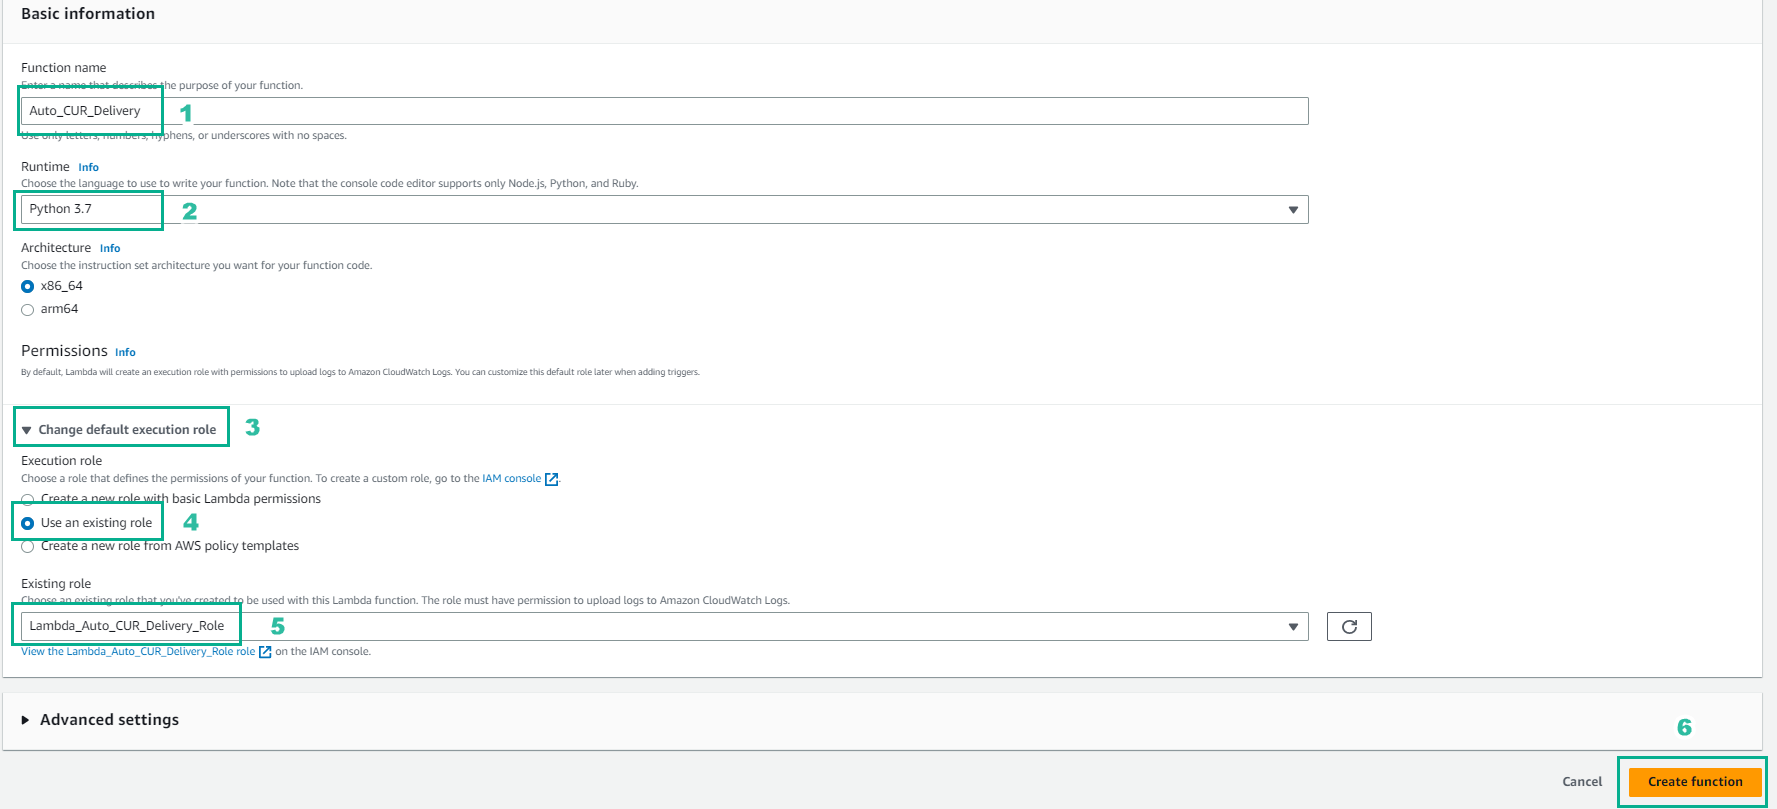 Basic information
Function name
Enter a name that describes the purpose of your function.
Auto_CUR_Delivery 1
Use only letters, numbers, hyphens, or underscores with no spaces.
Runtime Info
Choose the language to use to write your function. Note that the console code editor supports only Node.js, Python, and Ruby.
Python 3.7 2
Architecture Info
Choose the instruction set architecture you want for your function code.
x86_64
arm64
Permissions Info
By default, Lambda will create an execution role with permissions to upload logs to Amazon CloudWatch Logs. You can customize this default role later when adding triggers.
Change default execution role 3
Execution role
Choose a role that defines the permissions of your function. To create a custom role, go to the IAM console.
Create a new role with basic Lambda permissions
Use an existing role 4
Create a new role from AWS policy templates
Existing role
Choose an existing role that you've created to be used with this Lambda function. The role must have permission to upload logs to Amazon CloudWatch Logs.
Lambda_Auto_CUR_Delivery_Role 5
View the Lambda_Auto_CUR_Delivery_Role role on the IAM console.
Advanced settings
6
Cancel Create function